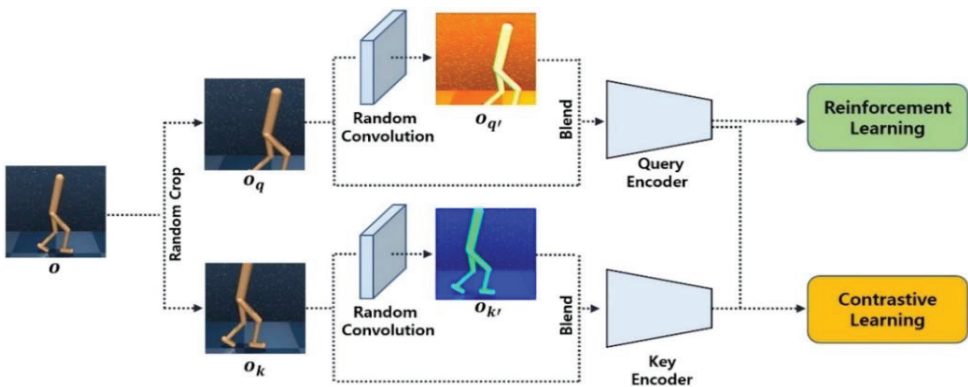 o
Random Crop
o_q
Random
Convolution
o_q′
Blend
Query
Encoder
Reinforcement
Learning
o_k
Random
Convolution
o_k′
Blend
Key
Encoder
Contrastive
Learning